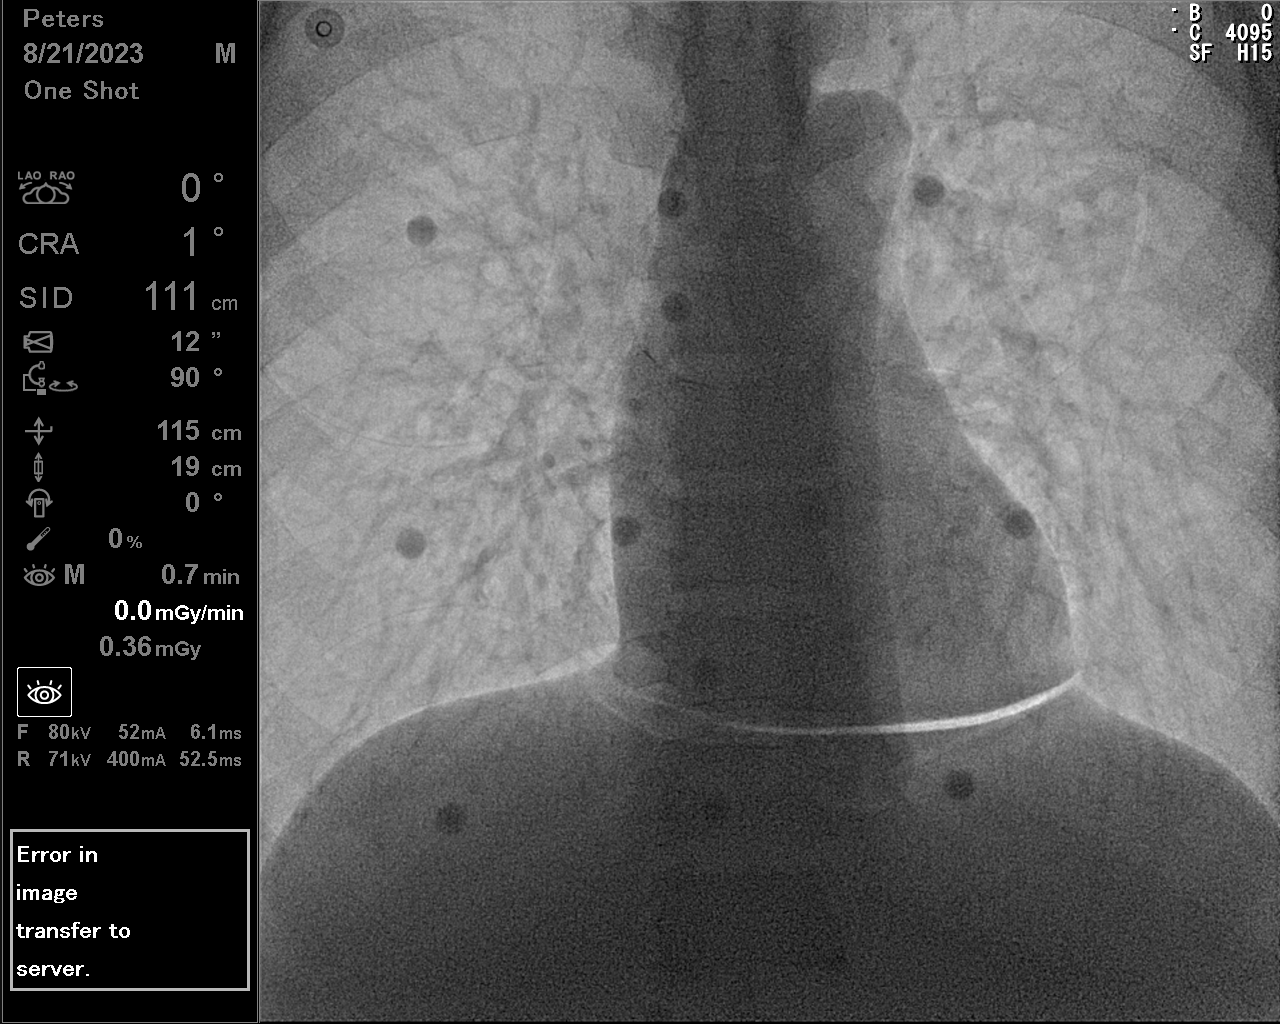 Peters
8/21/2023 M
One Shot
LAO RAO
0 °
CRA 1 °
SID 111 cm
12 ”
90 °
115 cm
19 cm
0 °
0 %
M 0.7 min
0.0 mGy/min
0.36 mGy
F 80kV 52mA 6.1ms
R 71kV 400mA 52.5ms
Error in
image
transfer to
server.
B 0
C 4095
SF H15